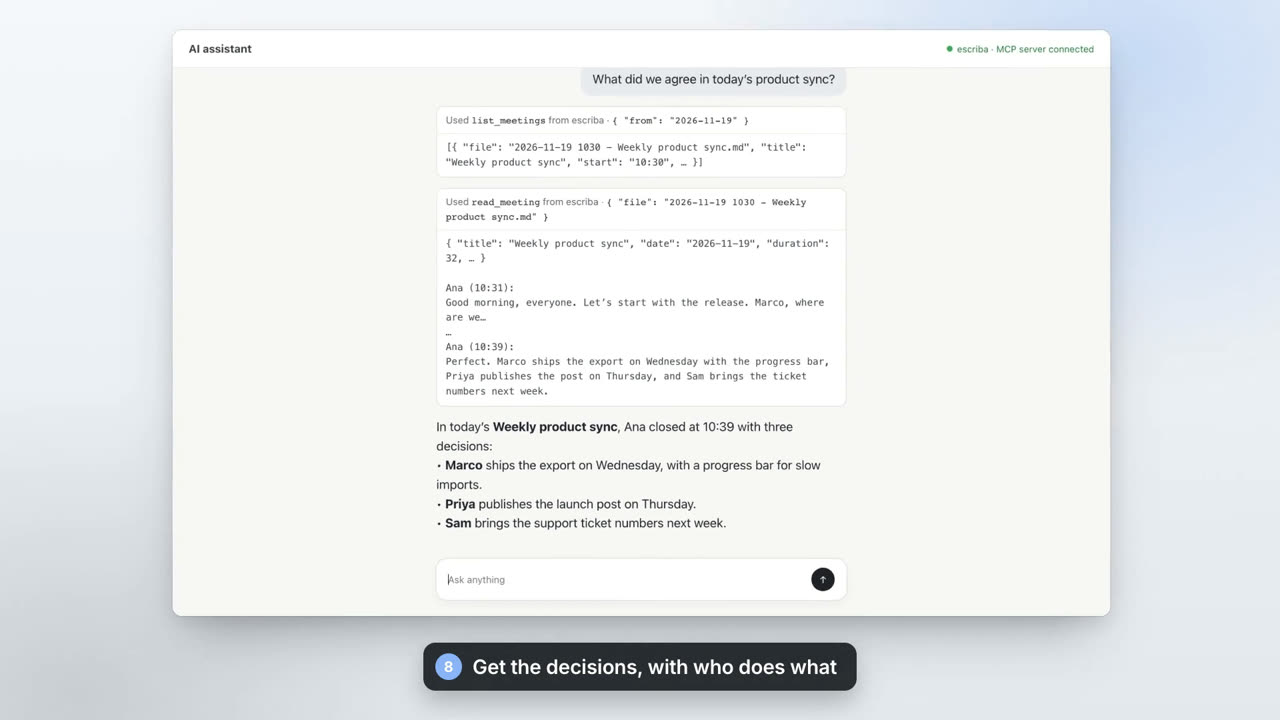 AI assistant
escriba · MCP server connected
What did we agree in today's product sync?
Used list_meetings from escriba · { "from": "2026-11-19" }
[{ "file": "2026-11-19 1030 – Weekly product sync.md", "title":
"Weekly product sync", "start": "10:30", … }]
Used read_meeting from escriba · { "file": "2026-11-19 1030 – Weekly
product sync.md" }
{ "title": "Weekly product sync", "date": "2026-11-19", "duration":
32, … }
Ana (10:31):
Good morning, everyone. Let's start with the release. Marco, where
are we…
…
Ana (10:39):
Perfect. Marco ships the export on Wednesday with the progress bar,
Priya publishes the post on Thursday, and Sam brings the ticket
numbers next week.
In today's Weekly product sync, Ana closed at 10:39 with three
decisions:
• Marco ships the export on Wednesday, with a progress bar for slow
imports.
• Priya publishes the launch post on Thursday.
• Sam brings the support ticket numbers next week.
Ask anything
8 Get the decisions, with who does what